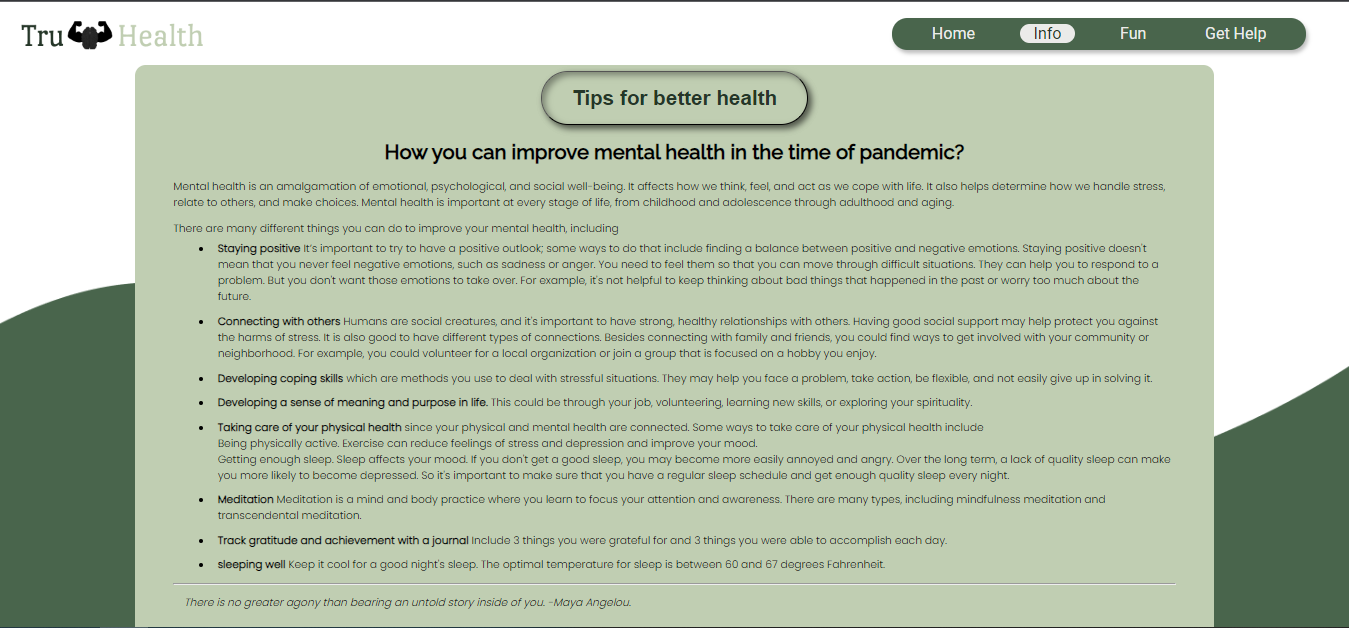 Tru Health
Home Info Fun Get Help
Tips for better health
How you can improve mental health in the time of pandemic?
Mental health is an amalgamation of emotional, psychological, and social well-being. It affects how we think, feel, and act as we cope with life. It also helps determine how we handle stress,
relate to others, and make choices. Mental health is important at every stage of life, from childhood and adolescence through adulthood and aging.
There are many different things you can do to improve your mental health, including
• Staying positive It's important to try to have a positive outlook; some ways to do that include finding a balance between positive and negative emotions. Staying positive doesn't
mean that you never feel negative emotions, such as sadness or anger. You need to feel them so that you can move through difficult situations. They can help you to respond to a
problem. But you don't want those emotions to take over. For example, it's not helpful to keep thinking about bad things that happened in the past or worry too much about the
future.
• Connecting with others Humans are social creatures, and it's important to have strong, healthy relationships with others. Having good social support may help protect you against
the harms of stress. It is also good to have different types of connections. Besides connecting with family and friends, you could find ways to get involved with your community or
neighborhood. For example, you could volunteer for a local organization or join a group that is focused on a hobby you enjoy.
• Developing coping skills which are methods you use to deal with stressful situations. They may help you face a problem, take action, be flexible, and not easily give up in solving it.
• Developing a sense of meaning and purpose in life. This could be through your job, volunteering, learning new skills, or exploring your spirituality.
• Taking care of your physical health since your physical and mental health are connected. Some ways to take care of your physical health include
Being physically active. Exercise can reduce feelings of stress and depression and improve your mood.
Getting enough sleep. Sleep affects your mood. If you don't get a good sleep, you may become more easily annoyed and angry. Over the long term, a lack of quality sleep can make
you more likely to become depressed. So it's important to make sure that you have a regular sleep schedule and get enough quality sleep every night.
• Meditation Meditation is a mind and body practice where you learn to focus your attention and awareness. There are many types, including mindfulness meditation and
transcendental meditation.
• Track gratitude and achievement with a journal Include 3 things you were grateful for and 3 things you were able to accomplish each day.
• sleeping well Keep it cool for a good night's sleep. The optimal temperature for sleep is between 60 and 67 degrees Fahrenheit.
There is no greater agony than bearing an untold story inside of you. -Maya Angelou.